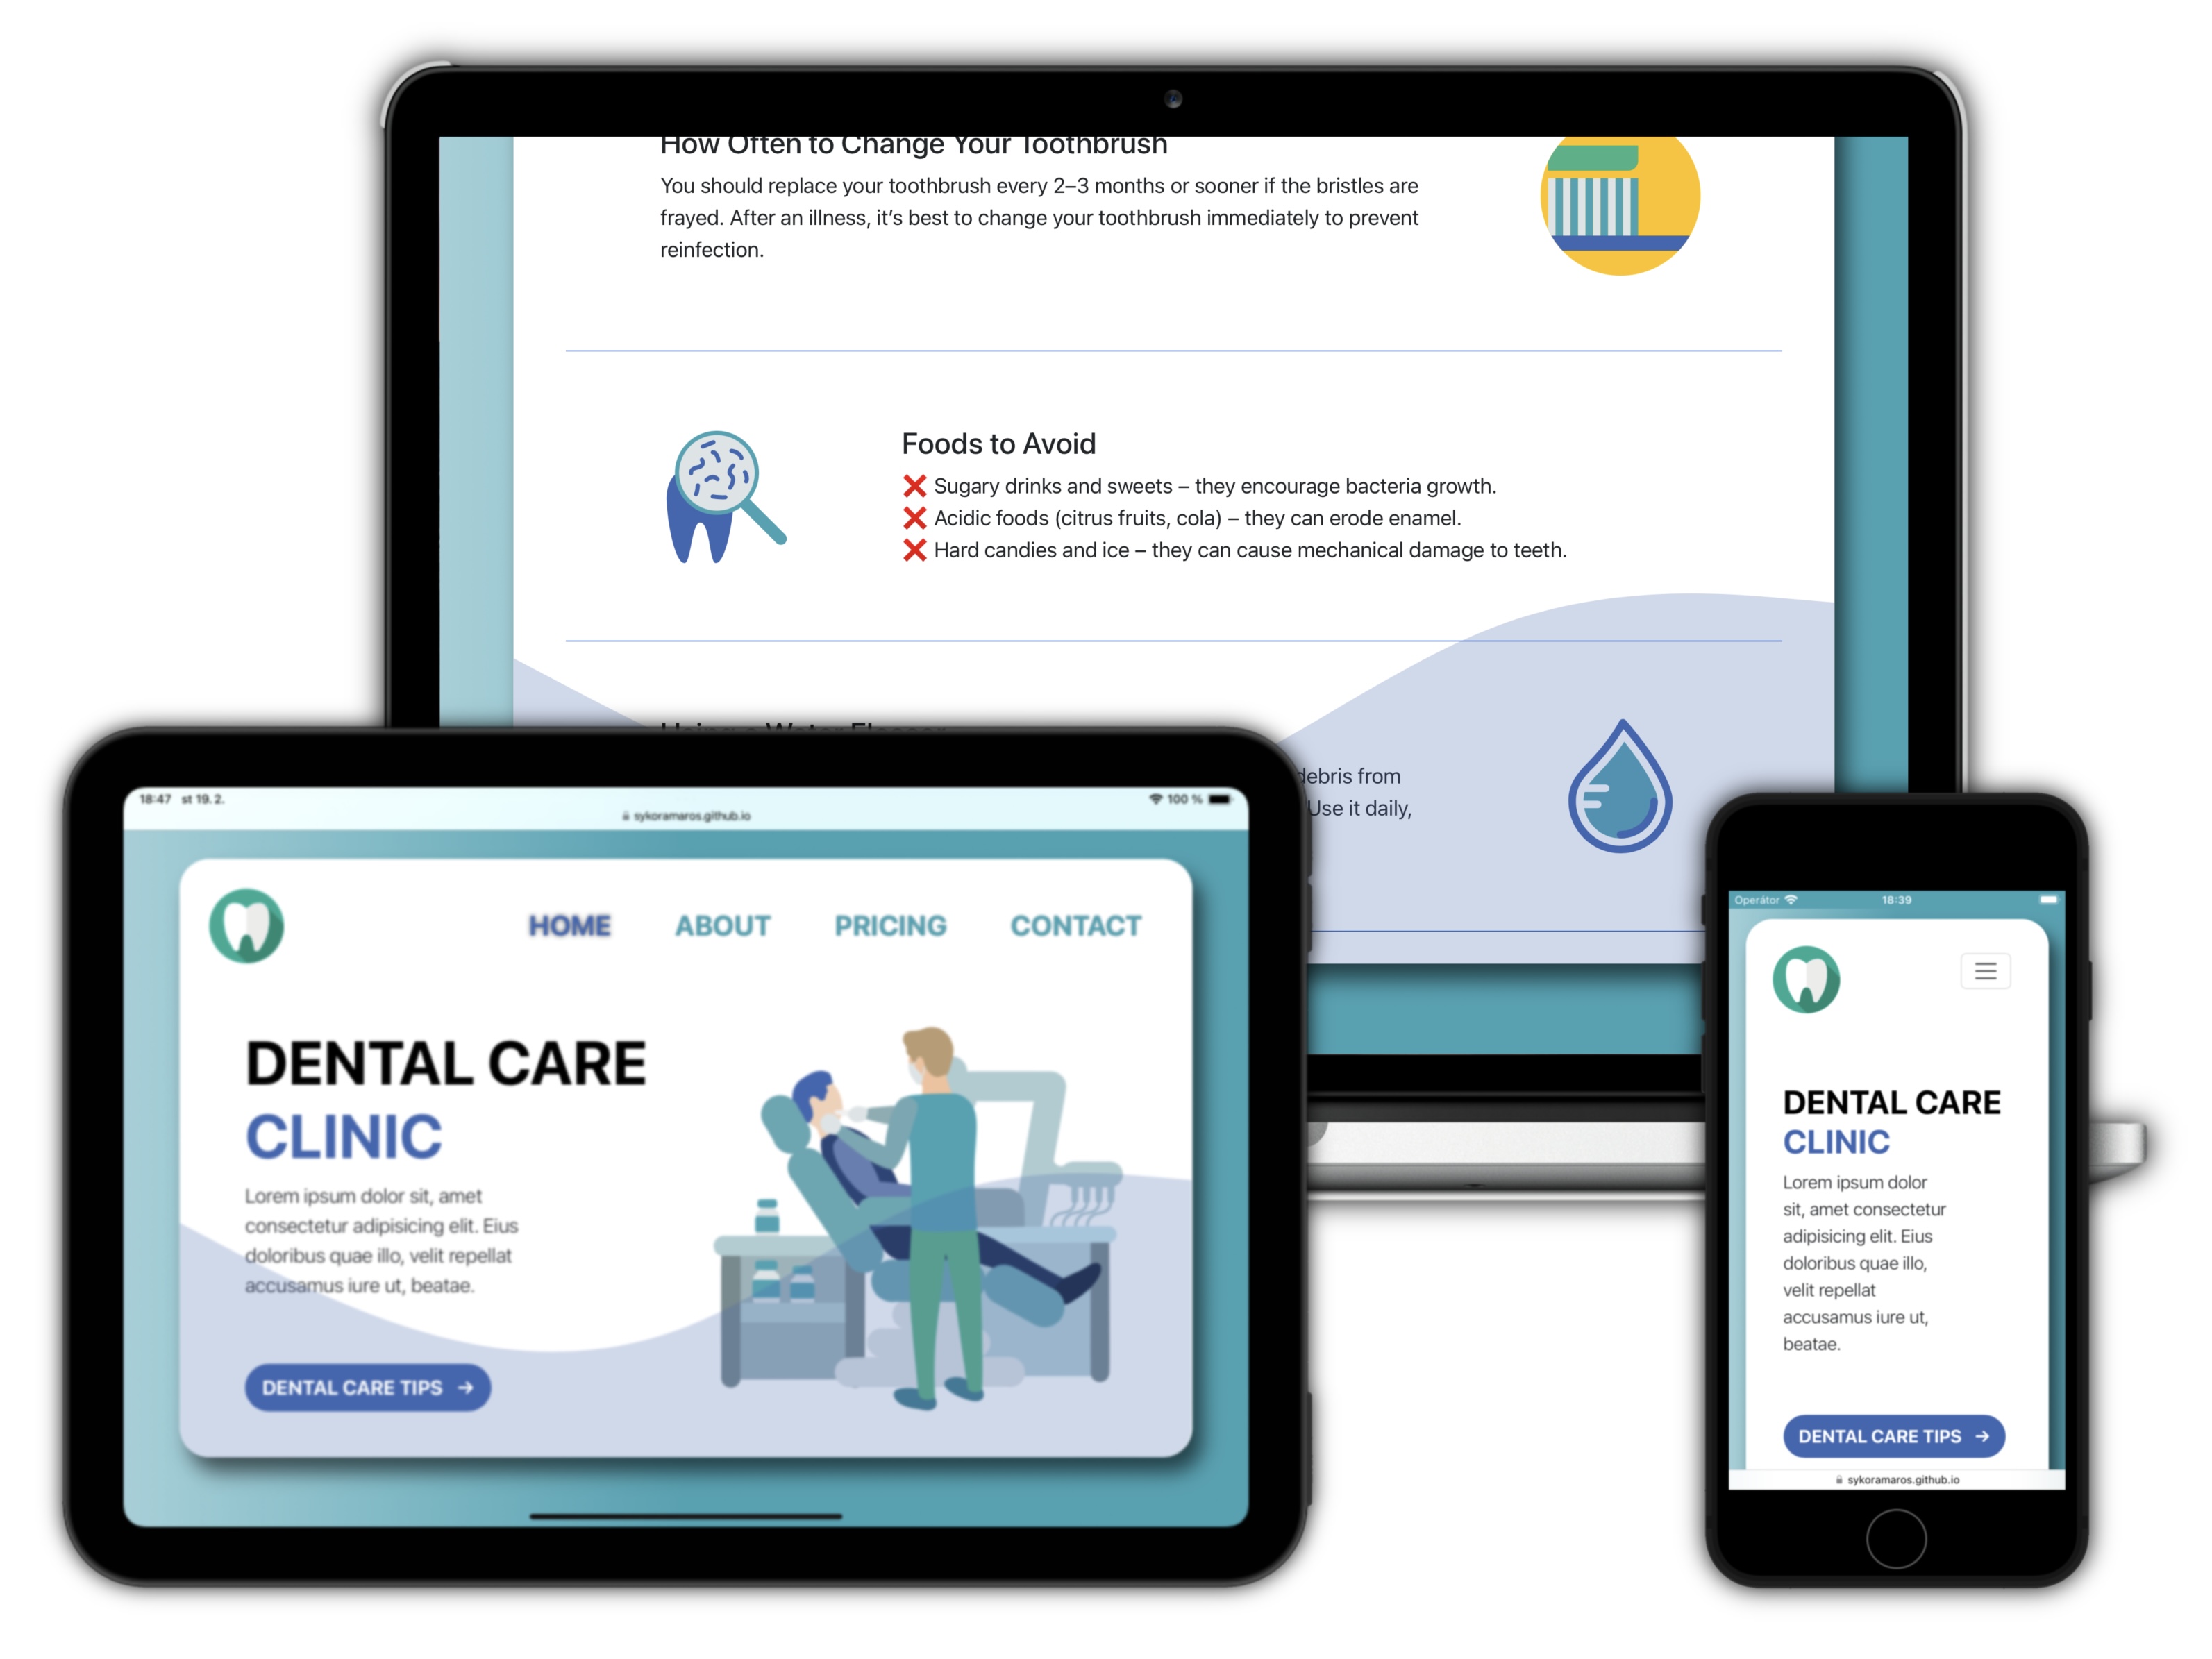 How Often to Change Your Toothbrush
You should replace your toothbrush every 2–3 months or sooner if the bristles are
frayed. After an illness, it's best to change your toothbrush immediately to prevent
reinfection.
Foods to Avoid
❌ Sugary drinks and sweets – they encourage bacteria growth.
❌ Acidic foods (citrus fruits, cola) – they can erode enamel.
❌ Hard candies and ice – they can cause mechanical damage to teeth.
Using a Water Flosser
debris from
Use it daily,
18:47 st 19. 2.
100 %
sykoramaros.github.io
HOME ABOUT PRICING CONTACT
DENTAL CARE
CLINIC
Lorem ipsum dolor sit, amet
consectetur adipisicing elit. Eius
doloribus quae illo, velit repellat
accusamus iure ut, beatae.
DENTAL CARE TIPS →
Operátor 18:39
DENTAL CARE
CLINIC
Lorem ipsum dolor
sit, amet consectetur
adipisicing elit. Eius
doloribus quae illo,
velit repellat
accusamus iure ut,
beatae.
DENTAL CARE TIPS →
sykoramaros.github.io